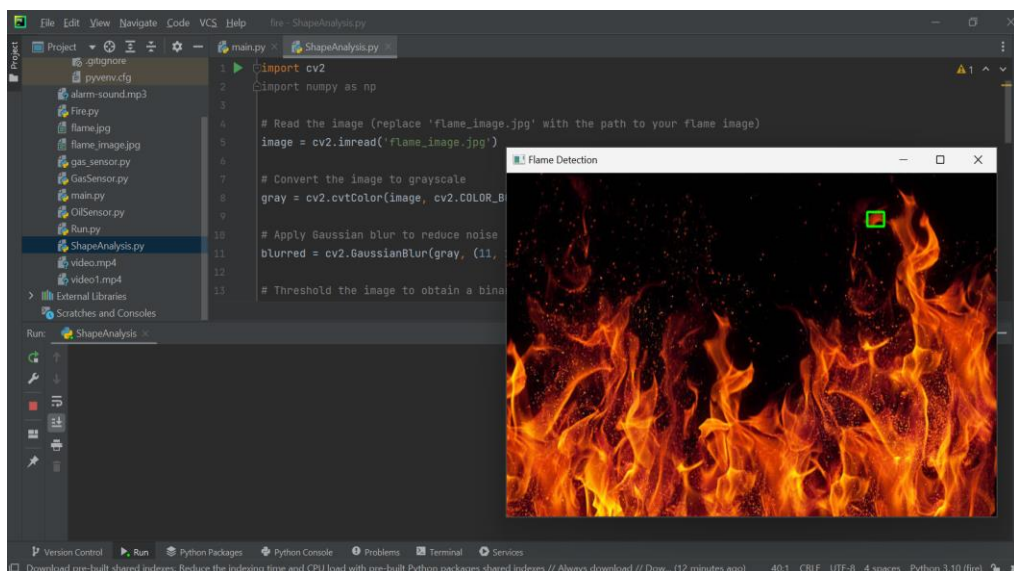 File Edit View Navigate Code VCS Help fire - ShapeAnalysis.py
Project main.py ShapeAnalysis.py
Project
.gitignore
pyvenv.cfg
alarm-sound.mp3
Fire.py
flame.jpg
flame_image.jpg
gas_sensor.py
GasSensor.py
main.py
OilSensor.py
Run.py
ShapeAnalysis.py
video.mp4
video1.mp4
External Libraries
Scratches and Consoles
1 import cv2
2 import numpy as np
3
4 # Read the image (replace 'flame_image.jpg' with the path to your flame image)
5 image = cv2.imread('flame_image.jpg')
6
7 # Convert the image to grayscale
8 gray = cv2.cvtColor(image, cv2.COLOR_B
9
10 # Apply Gaussian blur to reduce noise
11 blurred = cv2.GaussianBlur(gray, (11,
12
13 # Threshold the image to obtain a bina
1
Flame Detection
Run: ShapeAnalysis
Version Control Run Python Packages Python Console Problems Terminal Services
Download pre-built shared indexes: Reduce the indexing time and CPU load with pre-built Python packages shared indexes // Always download // Dow... (12 minutes ago) 40:1 CRLF UTF-8 4 spaces Python 3.10 (fire)